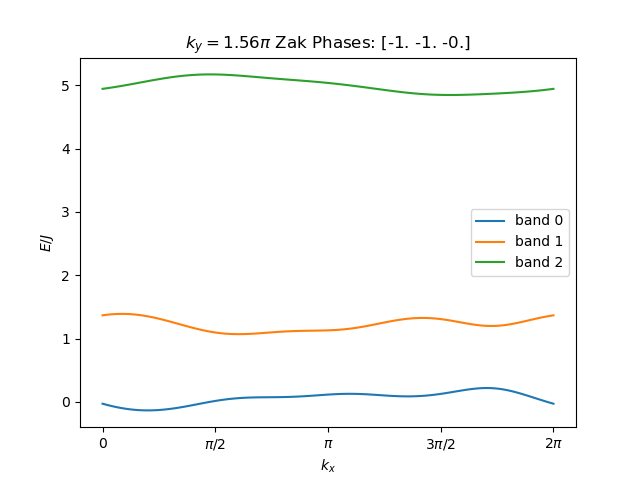 $k_y = 1.56\pi$ Zak Phases: [-1. -1. -0.]
5
4
3
2
1
0
E/J
band 0
band 1
band 2
0
π/2
π
3π/2
2π
$k_x$